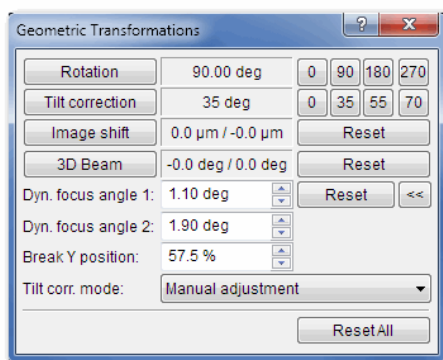 Geometric Transformations ? X
Rotation 90.00 deg 0 90 180 270
Tilt correction 35 deg 0 35 55 70
Image shift 0.0 µm / -0.0 µm Reset
3D Beam -0.0 deg / 0.0 deg Reset
Dyn. focus angle 1: 1.10 deg Reset <<
Dyn. focus angle 2: 1.90 deg
Break Y position: 57.5 %
Tilt corr. mode: Manual adjustment
Reset All